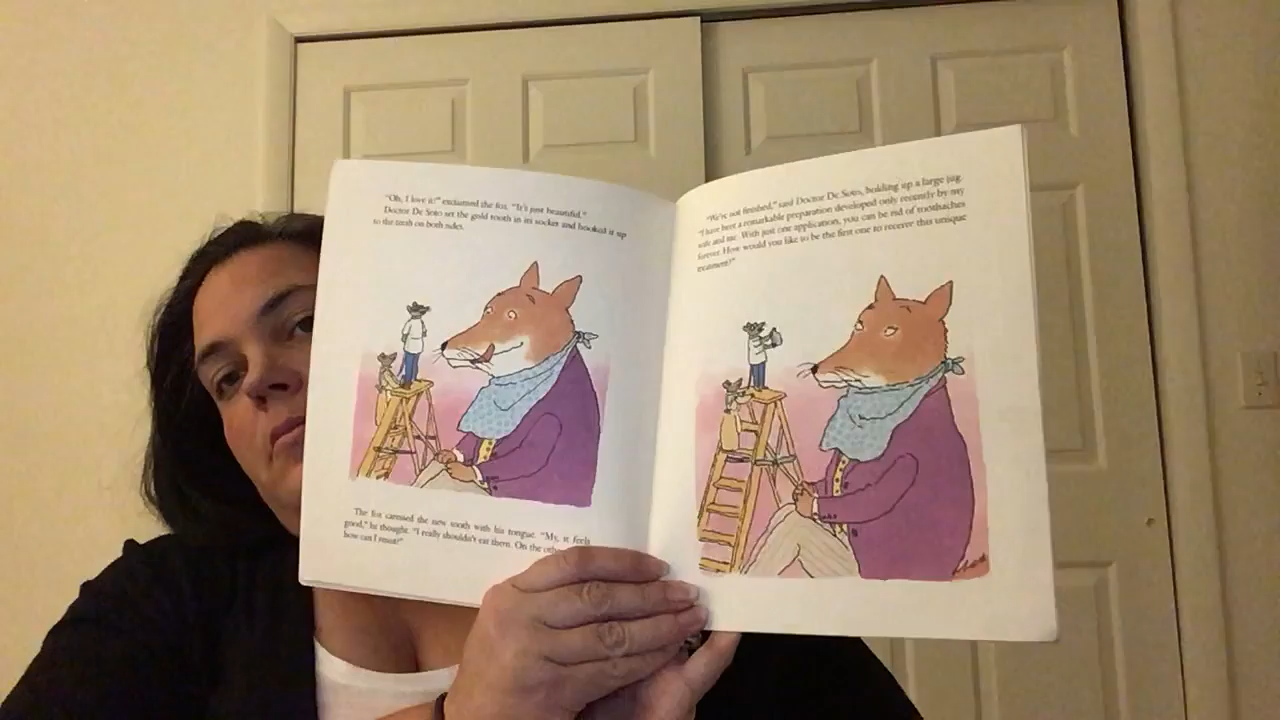 "Oh, I love it!" exclaimed the fox. "It's just beautiful."
Doctor De Soto set the gold tooth in its socket and hooked it up
to the teeth on both sides.
The fox caressed the new tooth with his tongue. "My, it feels
good," he thought. "I really shouldn't eat them. On the othe
how can I resist?"
"We're not finished," said Doctor De Soto, holding up a large jug.
"I have here a remarkable preparation developed only recently by my
wife and me. With just one application, you can be rid of toothaches
forever. How would you like to be the first one to receive this unique
treatment?"